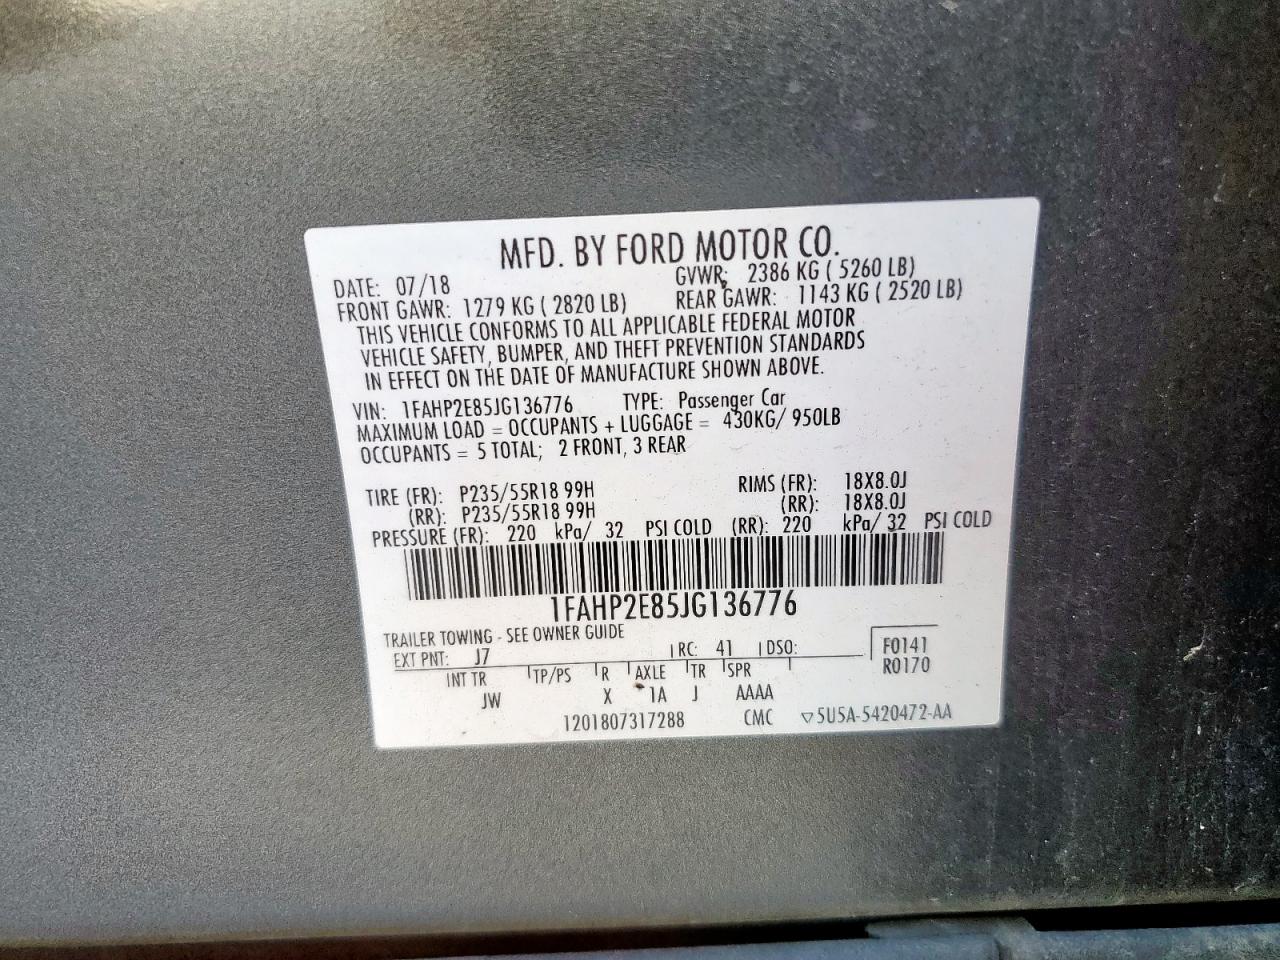 MFD. BY FORD MOTOR CO.
DATE: 07/18 GVWR: 2386 KG ( 5260 LB)
FRONT GAWR: 1279 KG ( 2820 LB) REAR GAWR: 1143 KG ( 2520 LB)
THIS VEHICLE CONFORMS TO ALL APPLICABLE FEDERAL MOTOR
VEHICLE SAFETY, BUMPER, AND THEFT PREVENTION STANDARDS
IN EFFECT ON THE DATE OF MANUFACTURE SHOWN ABOVE.
VIN: 1FAHP2E85JG136776 TYPE: Passenger Car
MAXIMUM LOAD = OCCUPANTS + LUGGAGE = 430KG/ 950LB
OCCUPANTS = 5 TOTAL; 2 FRONT, 3 REAR
TIRE (FR): P235/55R18 99H RIMS (FR): 18X8.0J
(RR): P235/55R18 99H (RR): 18X8.0J
PRESSURE (FR): 220 kPa/ 32 PSI COLD (RR): 220 kPa/ 32 PSI COLD
1FAHP2E85JG136776
TRAILER TOWING - SEE OWNER GUIDE
EXT PNT: J7 RC: 41 DSO: F0141
R0170
INT TR TP/PS R AXLE TR SPR
JW X 1A J AAAA
1201807317288 CMC ▽5U5A-5420472-AA